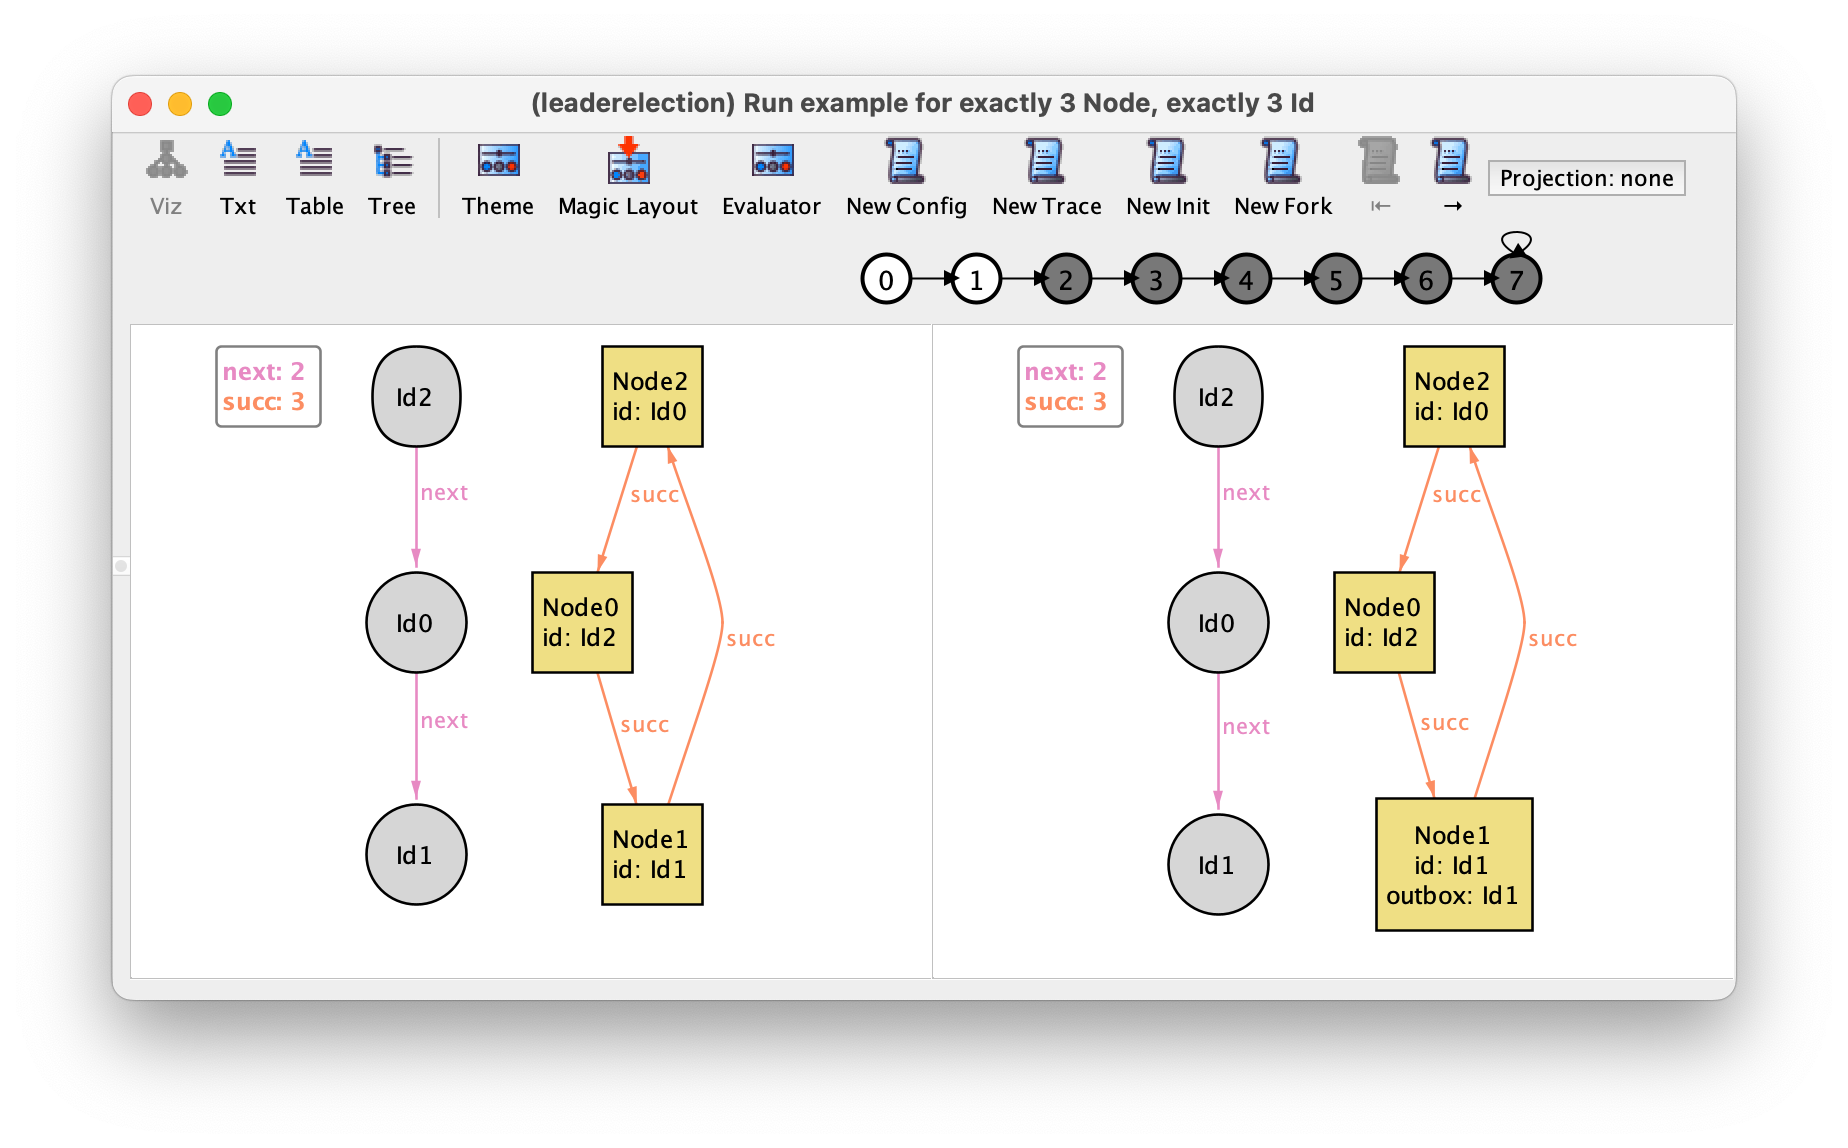 (leaderelection) Run example for exactly 3 Node, exactly 3 Id
Viz Txt Table Tree Theme Magic Layout Evaluator New Config New Trace New Init New Fork ⇤ → Projection: none
0 1 2 3 4 5 6 7
next: 2
succ: 3
Id2
Node2
id: Id0
next
succ
Id0
Node0
id: Id2
succ
next
succ
Id1
Node1
id: Id1
next: 2
succ: 3
Id2
Node2
id: Id0
next
succ
Id0
Node0
id: Id2
succ
next
succ
Id1
Node1
id: Id1
outbox: Id1